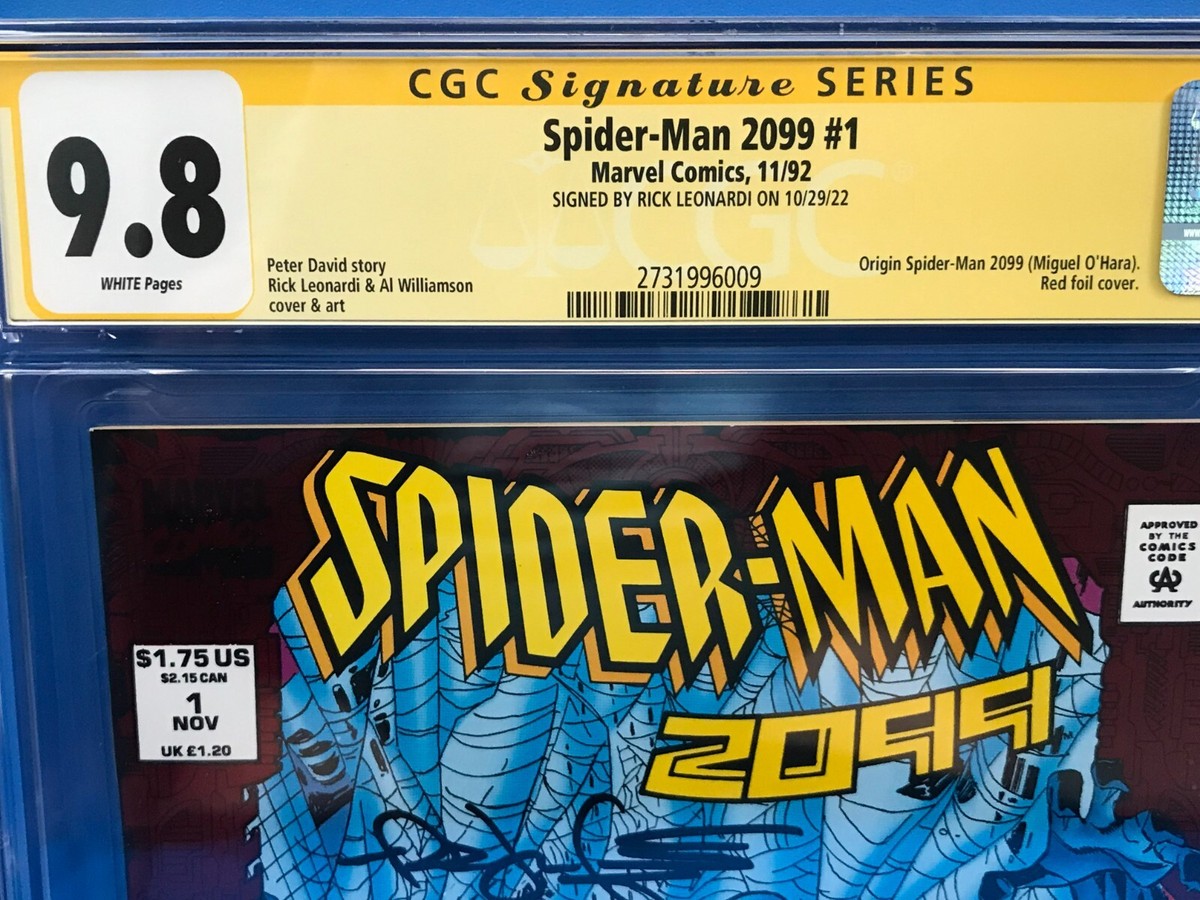 CGC Signature SERIES
9.8
WHITE Pages
Spider-Man 2099 #1
Marvel Comics, 11/92
SIGNED BY RICK LEONARDI ON 10/29/22
Peter David story
Rick Leonardi & Al Williamson
cover & art
2731996009
Origin Spider-Man 2099 (Miguel O'Hara).
Red foil cover.
CGC
MARVEL
SPIDER-MAN
2099
APPROVED
BY THE
COMICS
CODE
CA
AUTHORITY
$1.75 US
$2.15 CAN
1
NOV
UK £1.20